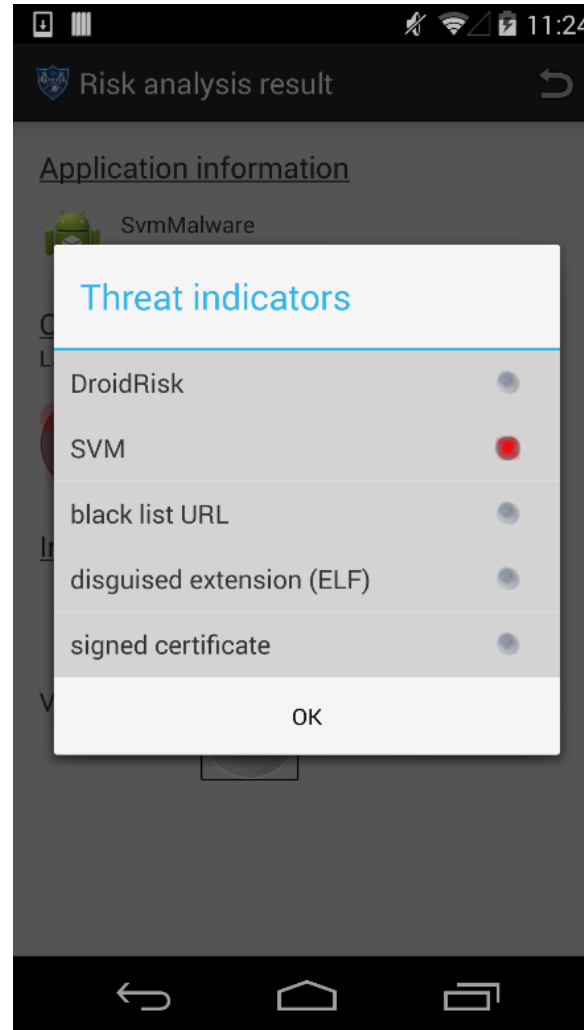 11:24
Risk analysis result
Application information
SvmMalware
Threat indicators
DroidRisk
SVM
black list URL
disguised extension (ELF)
signed certificate
OK